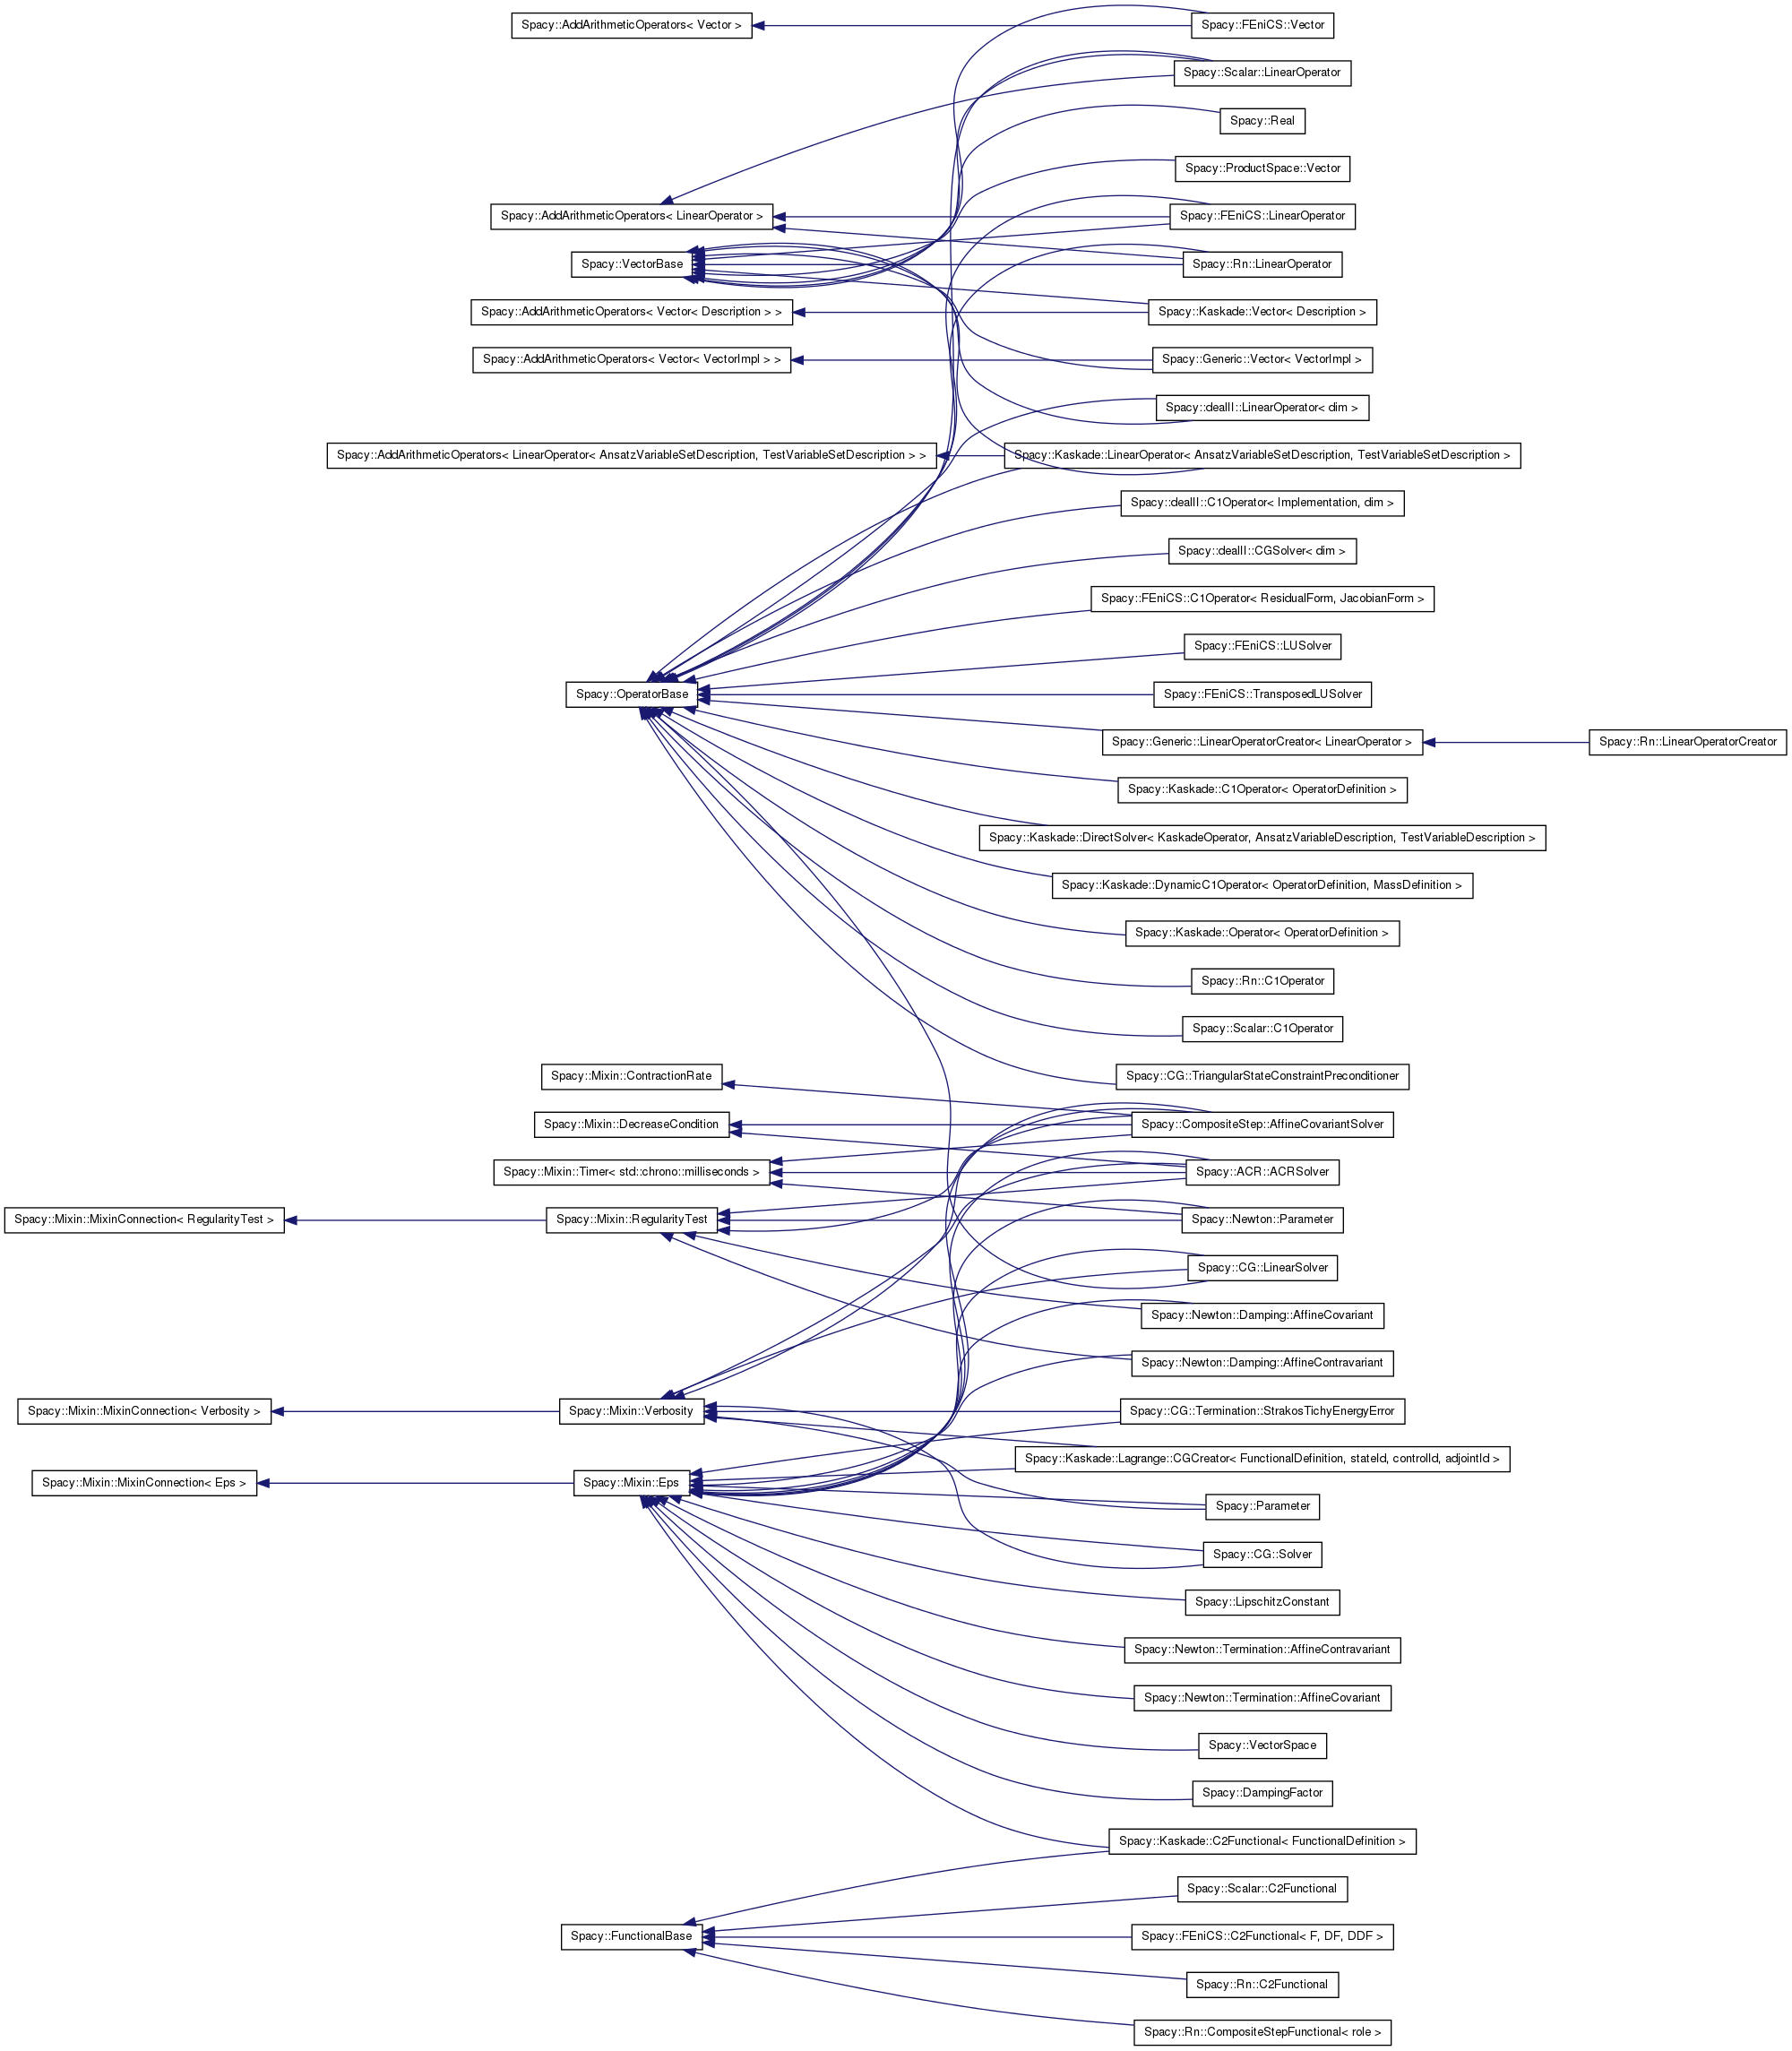 Spacy::AddArithmeticOperators< Vector >
Spacy::FEniCS::Vector
Spacy::Scalar::LinearOperator
Spacy::Real
Spacy::ProductSpace::Vector
Spacy::AddArithmeticOperators< LinearOperator >
Spacy::FEniCS::LinearOperator
Spacy::VectorBase
Spacy::Rn::LinearOperator
Spacy::AddArithmeticOperators< Vector< Description > >
Spacy::Kaskade::Vector< Description >
Spacy::AddArithmeticOperators< Vector< VectorImpl > >
Spacy::Generic::Vector< VectorImpl >
Spacy::dealII::LinearOperator< dim >
Spacy::AddArithmeticOperators< LinearOperator< AnsatzVariableSetDescription, TestVariableSetDescription > >
Spacy::Kaskade::LinearOperator< AnsatzVariableSetDescription, TestVariableSetDescription >
Spacy::dealII::C1Operator< Implementation, dim >
Spacy::dealII::CGSolver< dim >
Spacy::FEniCS::C1Operator< ResidualForm, JacobianForm >
Spacy::FEniCS::LUSolver
Spacy::OperatorBase
Spacy::FEniCS::TransposedLUSolver
Spacy::Generic::LinearOperatorCreator< LinearOperator >
Spacy::Rn::LinearOperatorCreator
Spacy::Kaskade::C1Operator< OperatorDefinition >
Spacy::Kaskade::DirectSolver< KaskadeOperator, AnsatzVariableDescription, TestVariableDescription >
Spacy::Kaskade::DynamicC1Operator< OperatorDefinition, MassDefinition >
Spacy::Kaskade::Operator< OperatorDefinition >
Spacy::Rn::C1Operator
Spacy::Scalar::C1Operator
Spacy::Mixin::ContractionRate
Spacy::CG::TriangularStateConstraintPreconditioner
Spacy::Mixin::DecreaseCondition
Spacy::CompositeStep::AffineCovariantSolver
Spacy::Mixin::Timer< std::chrono::milliseconds >
Spacy::ACR::ACRSolver
Spacy::Mixin::MixinConnection< RegularityTest >
Spacy::Mixin::RegularityTest
Spacy::Newton::Parameter
Spacy::CG::LinearSolver
Spacy::Newton::Damping::AffineCovariant
Spacy::Newton::Damping::AffineContravariant
Spacy::Mixin::MixinConnection< Verbosity >
Spacy::Mixin::Verbosity
Spacy::CG::Termination::StrakosTichyEnergyError
Spacy::Kaskade::Lagrange::CGCreator< FunctionalDefinition, stateId, controlId, adjointId >
Spacy::Mixin::MixinConnection< Eps >
Spacy::Mixin::Eps
Spacy::Parameter
Spacy::CG::Solver
Spacy::LipschitzConstant
Spacy::Newton::Termination::AffineContravariant
Spacy::Newton::Termination::AffineCovariant
Spacy::VectorSpace
Spacy::DampingFactor
Spacy::Kaskade::C2Functional< FunctionalDefinition >
Spacy::Scalar::C2Functional
Spacy::FunctionalBase
Spacy::FEniCS::C2Functional< F, DF, DDF >
Spacy::Rn::C2Functional
Spacy::Rn::CompositeStepFunctional< role >